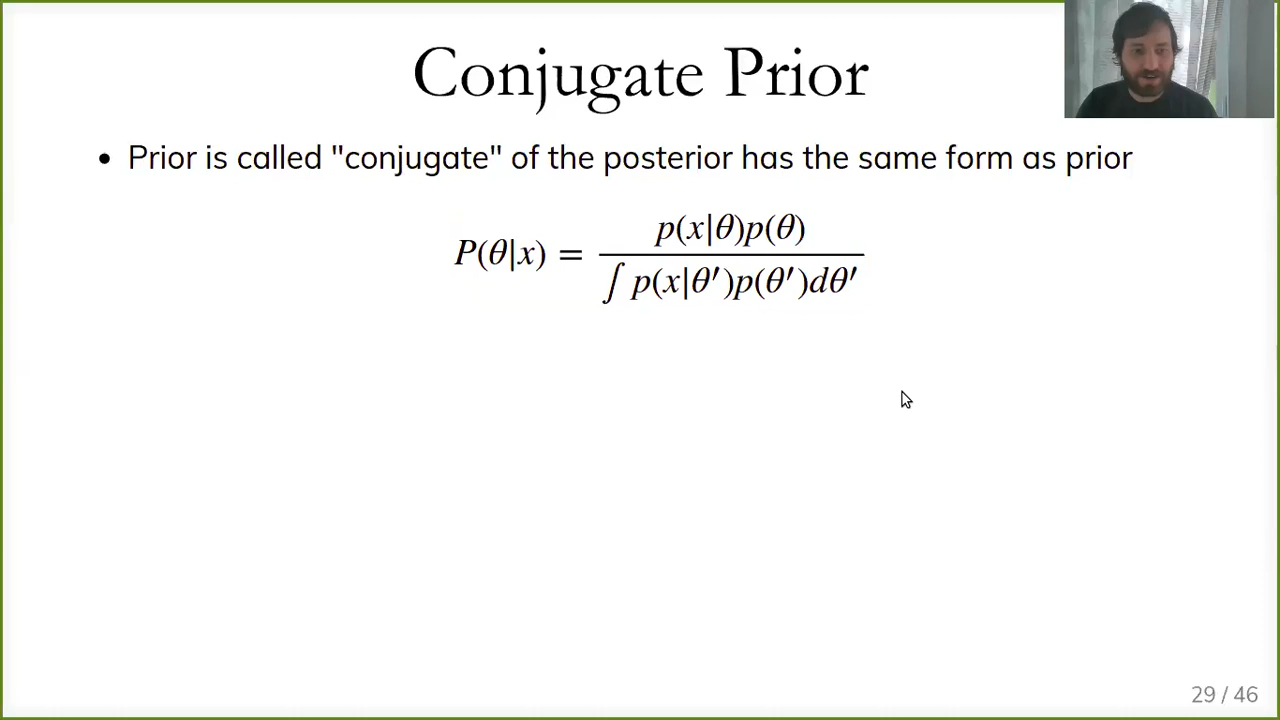 Conjugate Prior
• Prior is called "conjugate" of the posterior has the same form as prior
P(θ|x) = p(x|θ)p(θ) / ∫ p(x|θ′)p(θ′)dθ′
29 / 46